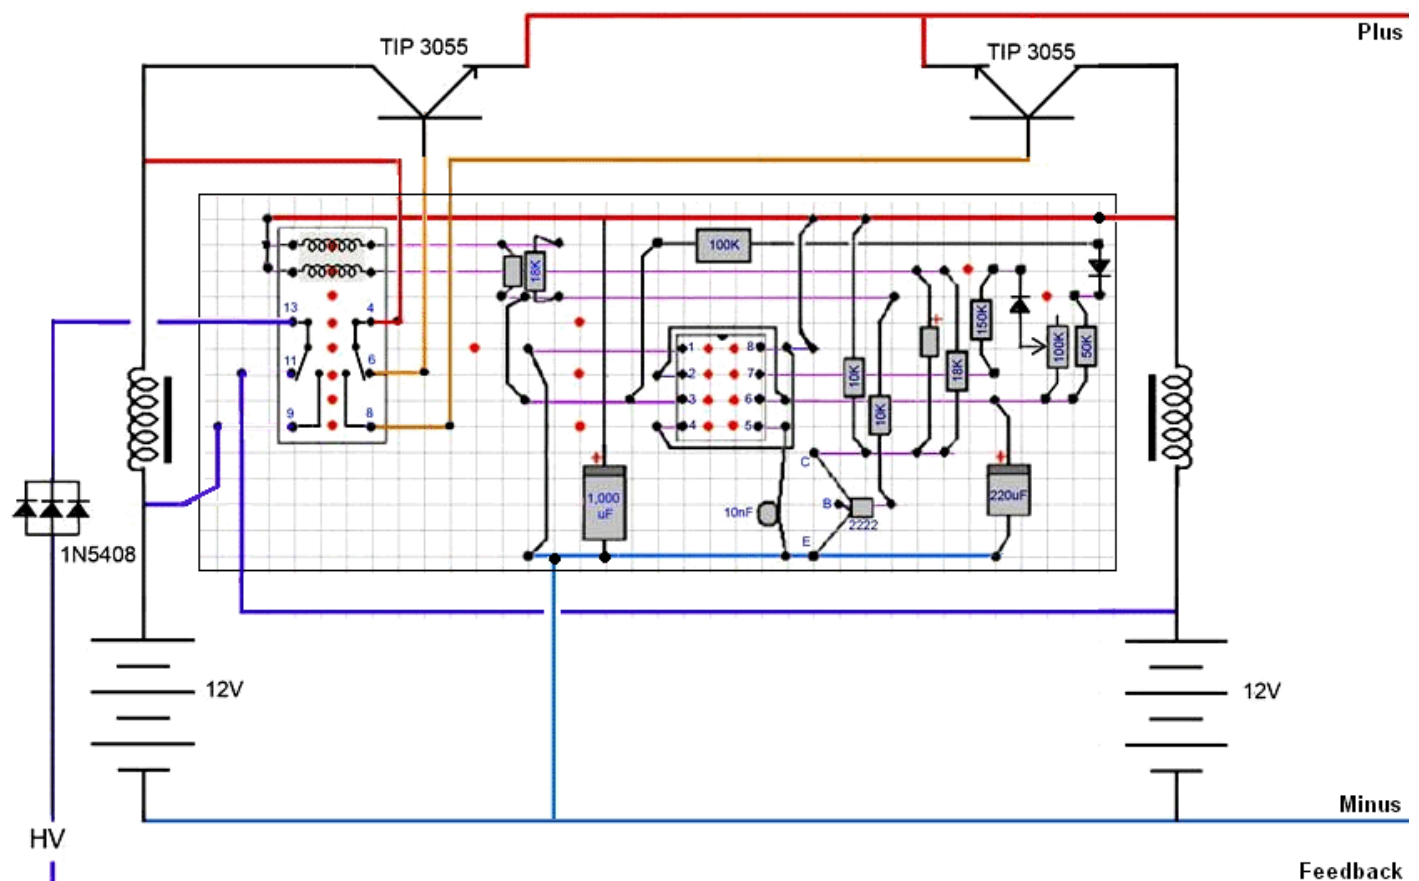 Plus
TIP 3055
TIP 3055
100K
18K
13
4
11
6
9
8
1
8
2
7
3
6
4
5
10K
10K
18K
150K
100K
50K
+
+
+
1,000
uF
10nF
C
B
E
2222
220uF
1N5408
12V
12V
HV
Minus
Feedback